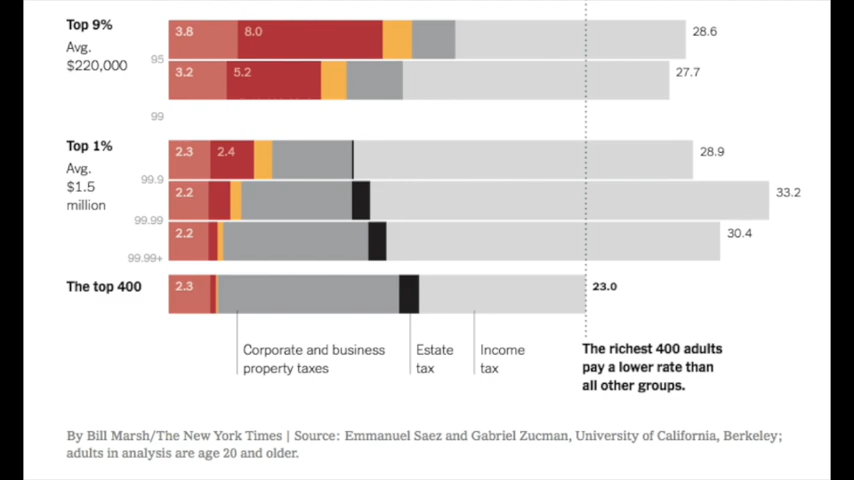 Top 9%
Avg.
$220,000
3.8 8.0 28.6
95
3.2 5.2 27.7
99
Top 1%
Avg.
$1.5
million
2.3 2.4 28.9
99.9
2.2 33.2
99.99
2.2 30.4
99.99+
The top 400 2.3 23.0
Corporate and business
property taxes
Estate
tax
Income
tax
The richest 400 adults
pay a lower rate than
all other groups.
By Bill Marsh/The New York Times | Source: Emmanuel Saez and Gabriel Zucman, University of California, Berkeley;
adults in analysis are age 20 and older.